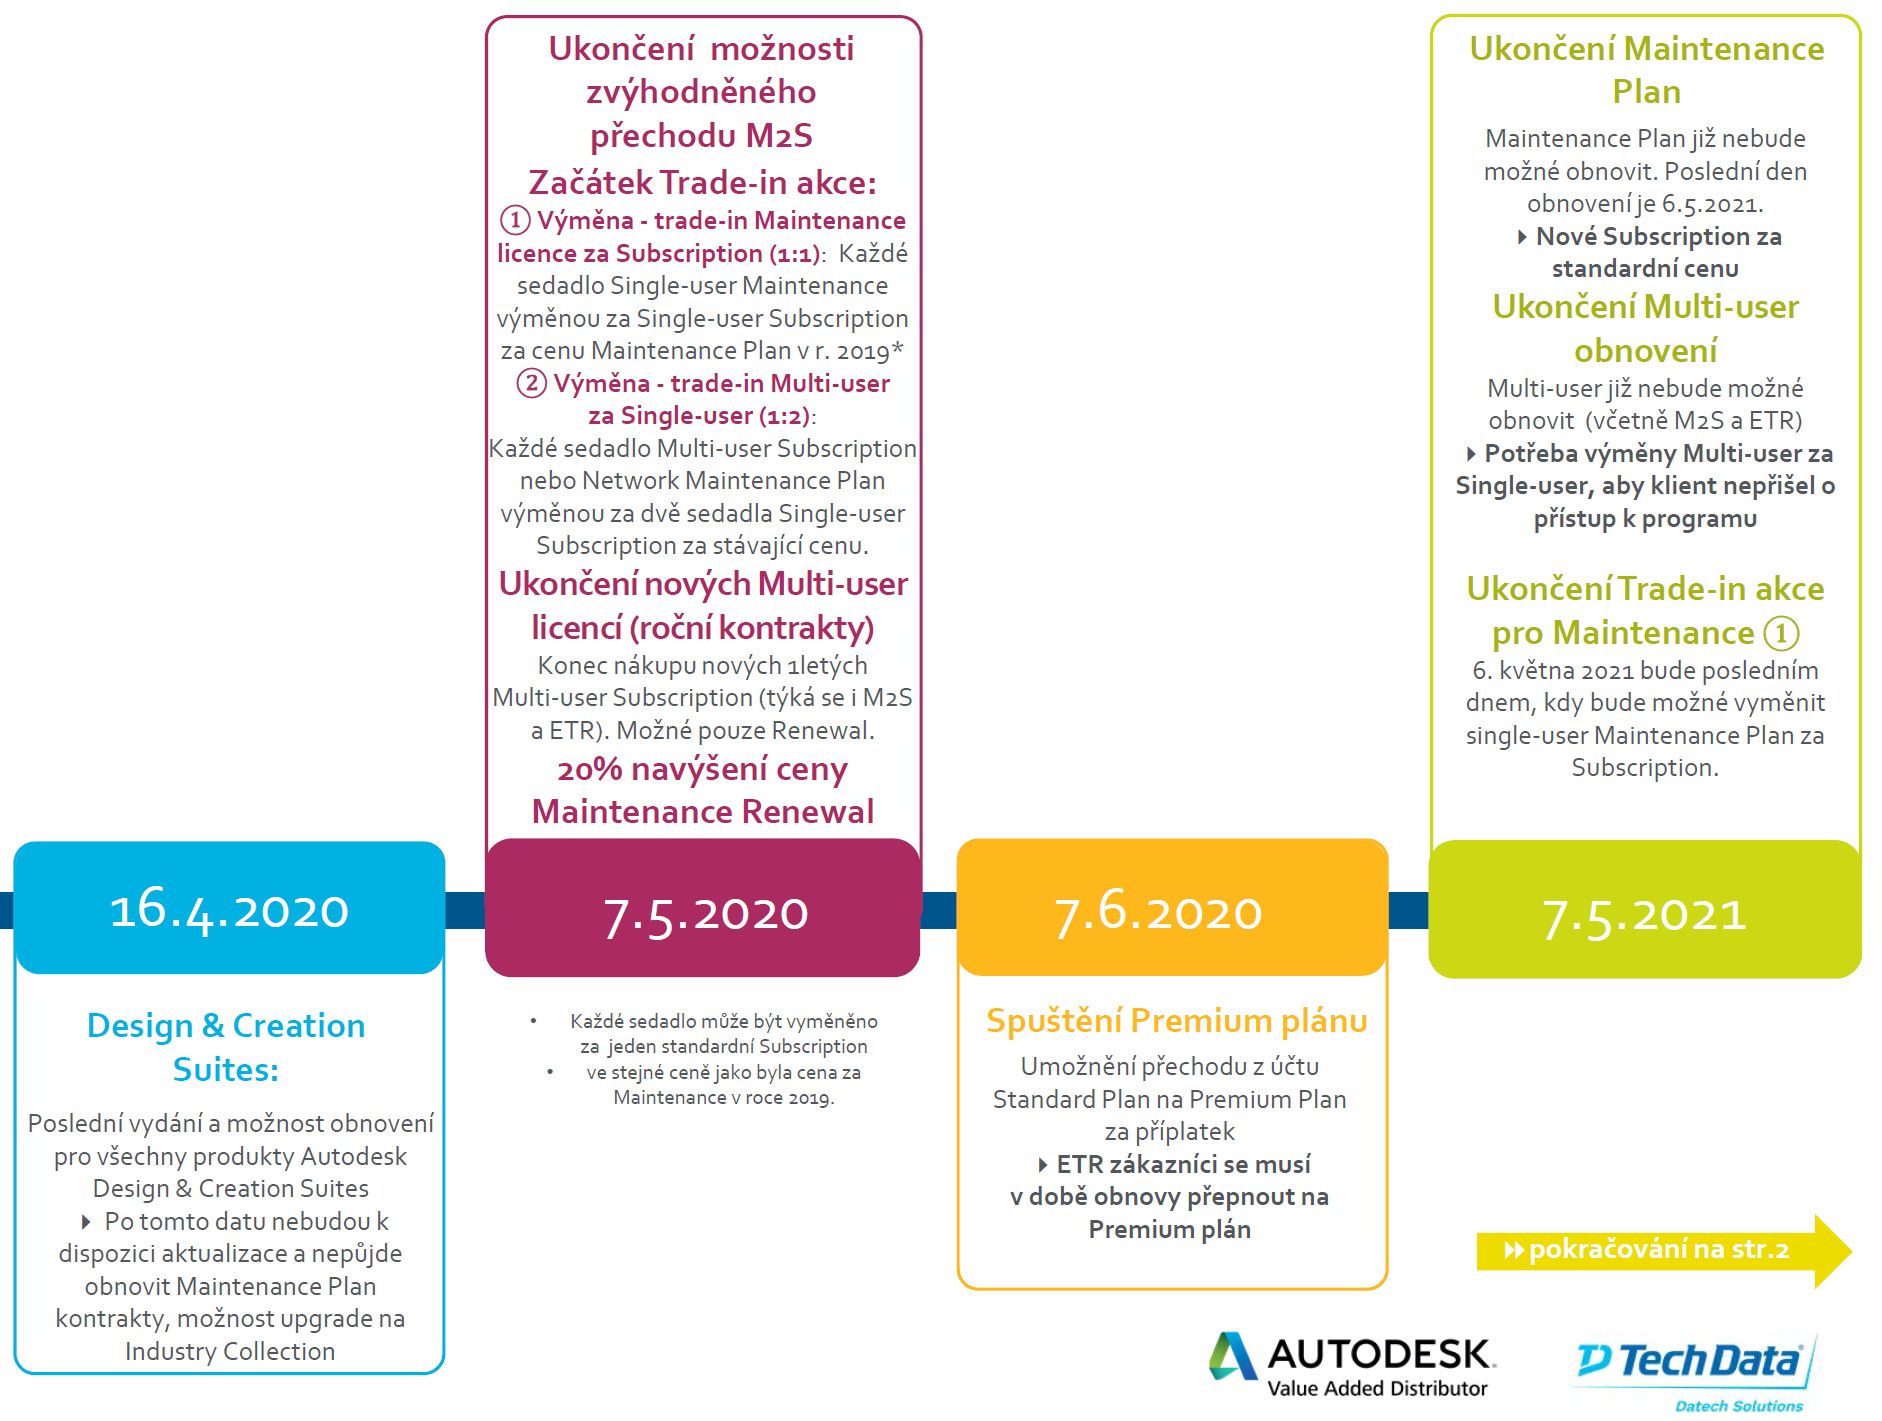 Ukončení možnosti
zvýhodněného
přechodu M2S
Začátek Trade-in akce:
① Výměna - trade-in Maintenance
licence za Subscription (1:1): Každé
sedadlo Single-user Maintenance
výměnou za Single-user Subscription
za cenu Maintenance Plan v r. 2019*
② Výměna - trade-in Multi-user
za Single-user (1:2):
Každé sedadlo Multi-user Subscription
nebo Network Maintenance Plan
výměnou za dvě sedadla Single-user
Subscription za stávající cenu.
Ukončení nových Multi-user
licencí (roční kontrakty)
Konec nákupu nových 1letých
Multi-user Subscription (týká se i M2S
a ETR). Možné pouze Renewal.
20% navýšení ceny
Maintenance Renewal
Ukončení Maintenance
Plan
Maintenance Plan již nebude
možné obnovit. Poslední den
obnovení je 6.5.2021.
Nové Subscription za
standardní cenu
Ukončení Multi-user
obnovení
Multi-user již nebude možné
obnovit (včetně M2S a ETR)
Potřeba výměny Multi-user za
Single-user, aby klient nepřišel o
přístup k programu
Ukončení Trade-in akce
pro Maintenance ①
6. května 2021 bude posledním
dnem, kdy bude možné vyměnit
single-user Maintenance Plan za
Subscription.
16.4.2020
7.5.2020
7.6.2020
7.5.2021
Design & Creation
Suites:
Poslední vydání a možnost obnovení
pro všechny produkty Autodesk
Design & Creation Suites
Po tomto datu nebudou k
dispozici aktualizace a nepůjde
obnovit Maintenance Plan
kontrakty, možnost upgrade na
Industry Collection
• Každé sedadlo může být vyměněno
za jeden standardní Subscription
• ve stejné ceně jako byla cena za
Maintenance v roce 2019.
Spuštění Premium plánu
Umožnění přechodu z účtu
Standard Plan na Premium Plan
za příplatek
ETR zákazníci se musí
v době obnovy přepnout na
Premium plán
pokračování na str.2
AUTODESK
Value Added Distributor
Tech Data
Datech Solutions